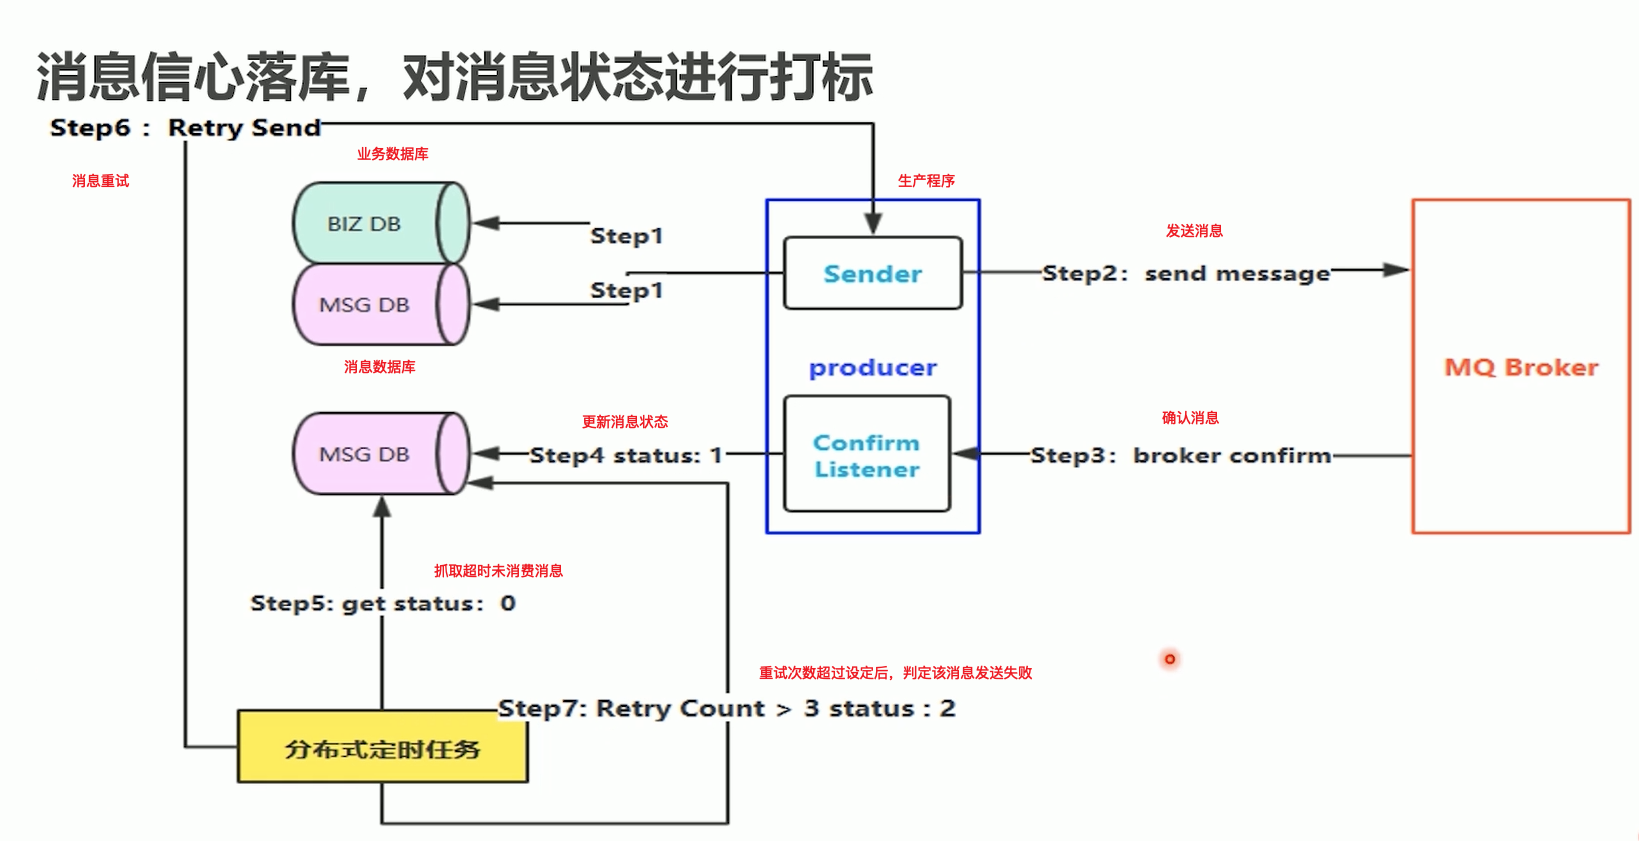 消息信心落库，对消息状态进行打标
Step6 : Retry Send
业务数据库
消息重试
生产程序
BIZ DB
Step1
发送消息
Sender
Step2: send message
Step1
MSG DB
消息数据库
producer
MQ Broker
更新消息状态
确认消息
MSG DB
Step4 status: 1
Confirm
Listener
Step3: broker confirm
抓取超时未消费消息
Step5: get status: 0
重试次数超过设定后，判定该消息发送失败
Step7: Retry Count > 3 status : 2
分布式定时任务